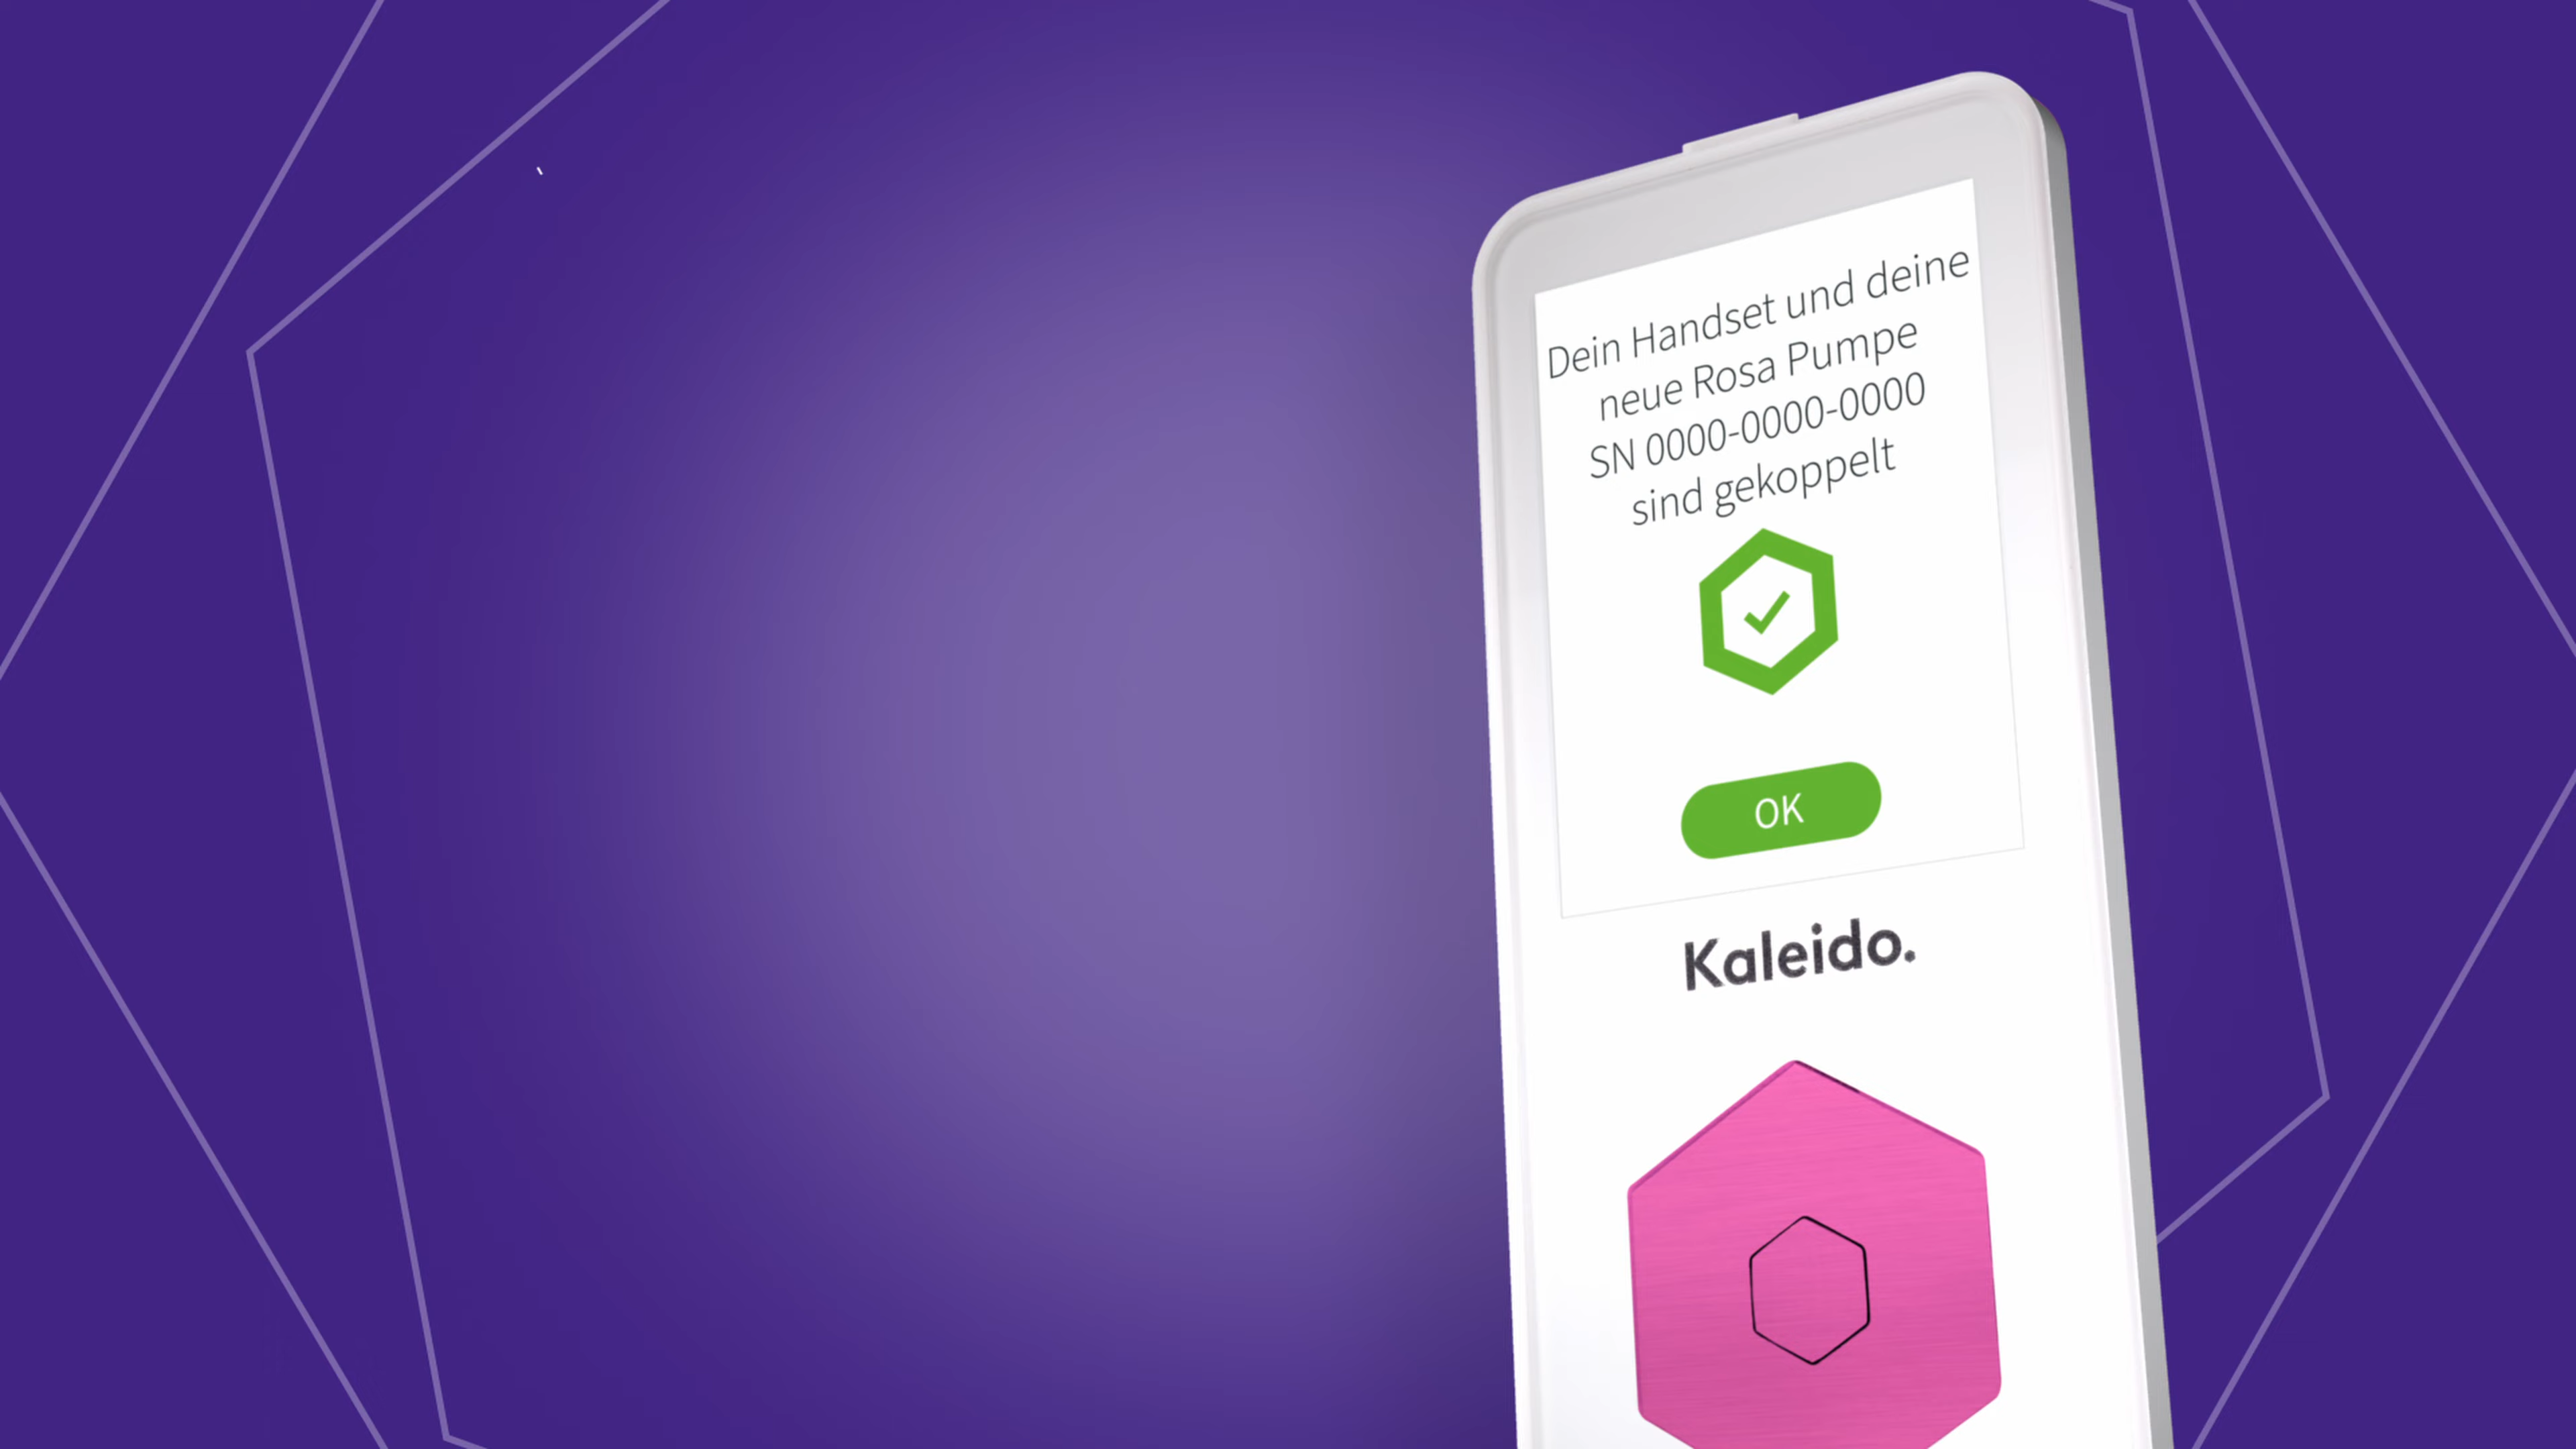 Dein Handset und deine
neue Rosa Pumpe
SN 0000-0000-0000
sind gekoppelt
OK
Kaleido.